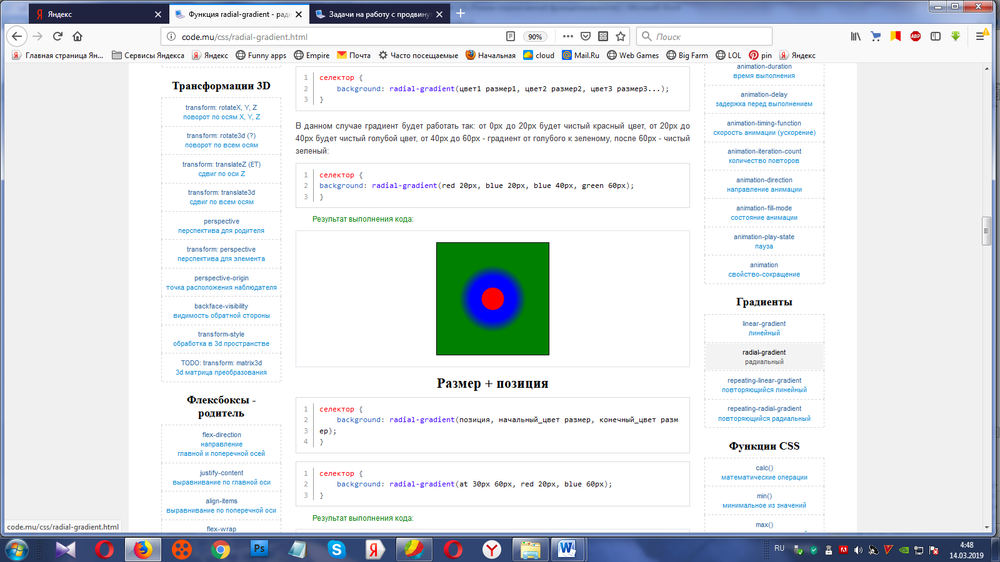 Яндекс
Функция radial-gradient - рад
Задачи на работу с продвинут
code.mu/css/radial-gradient.html
90%
Поиск
Главная страница Ян...
Сервисы Яндекса
Яндекс
Funny apps
Empire
Почта
Часто посещаемые
Начальная
cloud
Mail.Ru
Web Games
Big Farm
LOL
pin
Яндекс
Трансформации 3D
transform: rotateX, Y, Z
поворот по осям X, Y, Z
transform: rotate3d (?)
поворот по всем осям
transform: translateZ (ET)
сдвиг по оси Z
transform: translate3d
сдвиг по всем осям
perspective
перспектива для родителя
transform: perspective
перспектива для элемента
perspective-origin
точка расположения наблюдателя
backface-visibility
видимость обратной стороны
transform-style
обработка в 3d пространстве
TODO: transform: matrix3d
3d матрица преобразования
Флексбоксы -
родитель
flex-direction
направление
главной и поперечной осей
justify-content
выравнивание по главной оси
align-items
выравнивание по поперечной оси
flex-wrap
1 селектор {
2 background: radial-gradient(цвет1 размер1, цвет2 размер2, цвет3 размер3...);
3 }
В данном случае градиент будет работать так: от 0px до 20px будет чистый красный цвет, от 20px до
40px будет чистый голубой цвет, от 40px до 60px - градиент от голубого к зеленому, после 60px - чистый
зеленый:
1 селектор {
2 background: radial-gradient(red 20px, blue 20px, blue 40px, green 60px);
3 }
Результат выполнения кода:
Размер + позиция
1 селектор {
2 background: radial-gradient(позиция, начальный_цвет размер, конечный_цвет разм
3 ер);
4 }
1 селектор {
2 background: radial-gradient(at 30px 60px, red 20px, blue 60px);
3 }
Результат выполнения кода:
animation-duration
время выполнения
animation-delay
задержка перед выполнением
animation-timing-function
скорость анимации (ускорение)
animation-iteration-count
количество повторов
animation-direction
направление анимации
animation-fill-mode
состояние анимации
animation-play-state
пауза
animation
свойство-сокращение
Градиенты
linear-gradient
линейный
radial-gradient
радиальный
repeating-linear-gradient
повторяющийся линейный
repeating-radial-gradient
повторяющийся радиальный
Функции CSS
calc()
математические операции
min()
минимальное из значений
max()
code.mu/css/radial-gradient.html
RU
4:48
14.03.2019